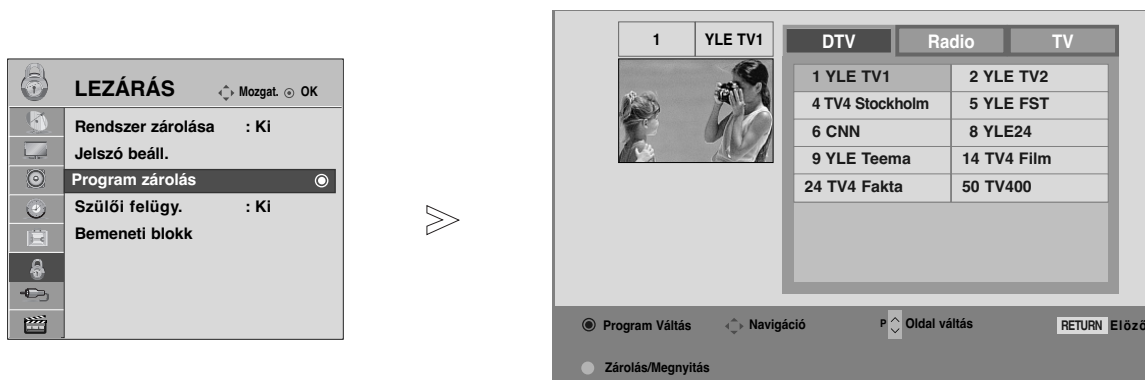 LEZÁRÁS Mozgat. OK
Rendszer zárolása : Ki
Jelszó beáll.
Program zárolás
Szülői felügy. : Ki
Bemeneti blokk
1 YLE TV1
DTV Radio TV
1 YLE TV1 2 YLE TV2
4 TV4 Stockholm 5 YLE FST
6 CNN 8 YLE24
9 YLE Teema 14 TV4 Film
24 TV4 Fakta 50 TV400
Program Váltás Navigáció P Oldal váltás RETURN Elözö
Zárolás/Megnyitás